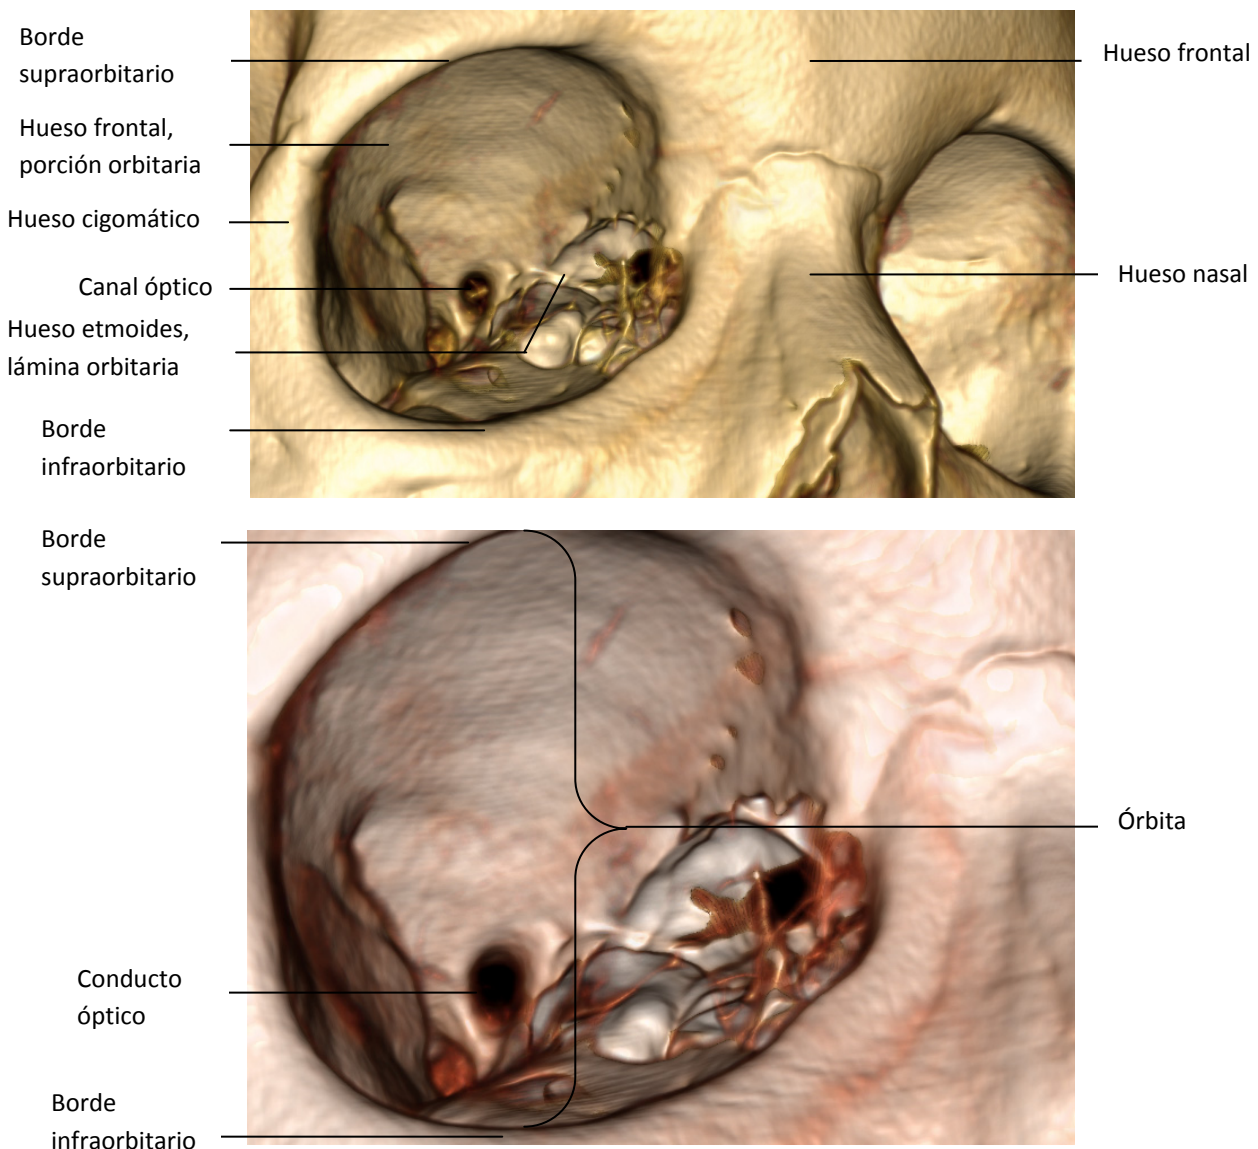 Borde
supraorbitario
Hueso frontal
Hueso frontal,
porción orbitaria
Hueso cigomático
Hueso nasal
Canal óptico
Hueso etmoides,
lámina orbitaria
Borde
infraorbitario
Borde
supraorbitario
Órbita
Conducto
óptico
Borde
infraorbitario